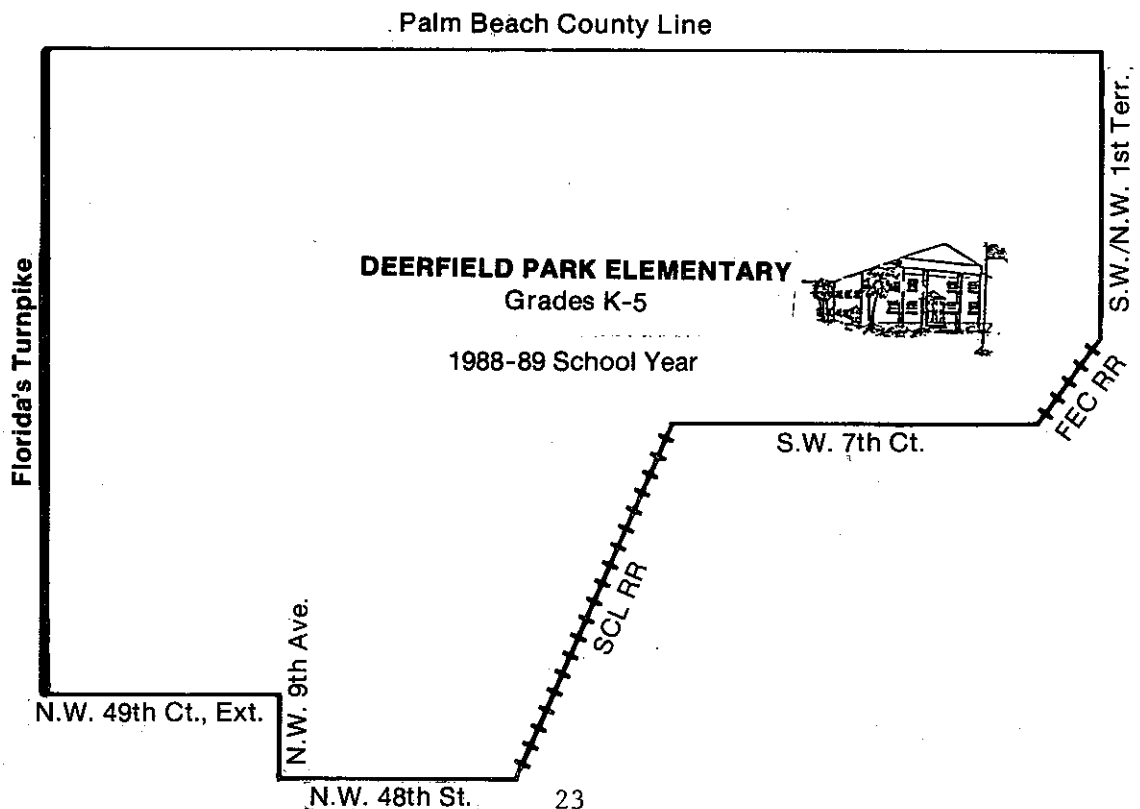 Palm Beach County Line
S.W./N.W. 1st Terr.
Florida's Turnpike
DEERFIELD PARK ELEMENTARY
Grades K-5
1988-89 School Year
FEC RR
S.W. 7th Ct.
SCL RR
N.W. 9th Ave.
N.W. 49th Ct., Ext.
N.W. 48th St.
23